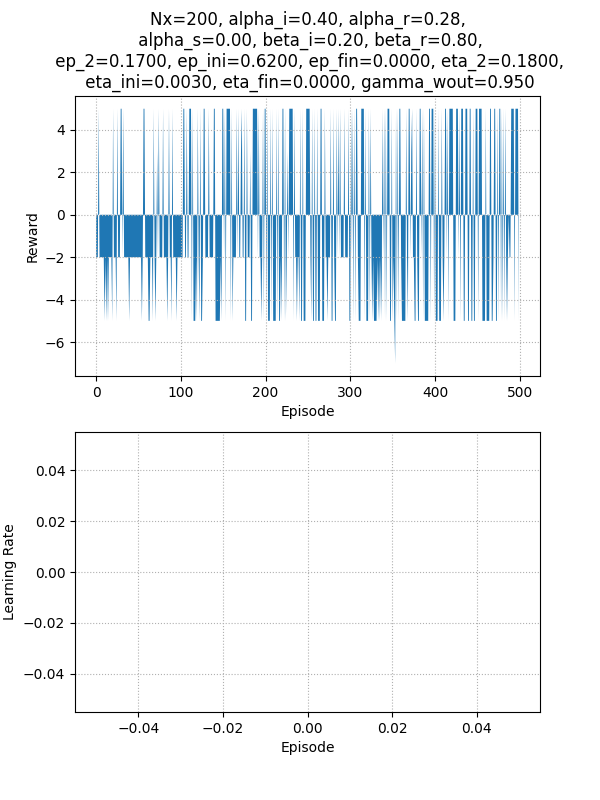 Nx=200, alpha_i=0.40, alpha_r=0.28,
alpha_s=0.00, beta_i=0.20, beta_r=0.80,
ep_2=0.1700, ep_ini=0.6200, ep_fin=0.0000, eta_2=0.1800,
eta_ini=0.0030, eta_fin=0.0000, gamma_wout=0.950
4
2
0
−2
−4
−6
Reward
0 100 200 300 400 500
Episode
0.04
0.02
0.00
−0.02
−0.04
Learning Rate
−0.04 −0.02 0.00 0.02 0.04
Episode